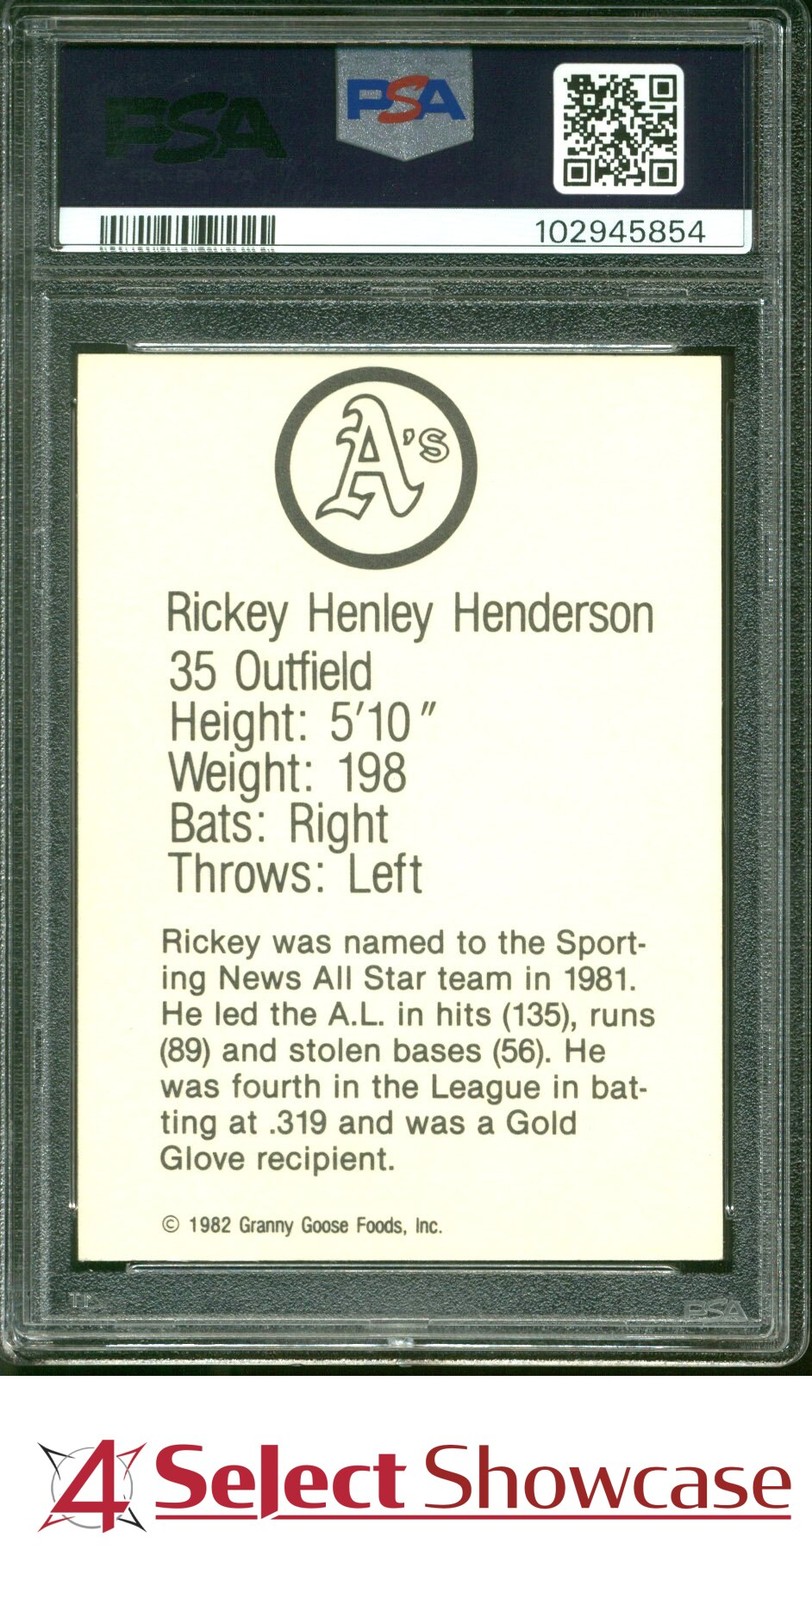 PSA
PSA
102945854
A's
Rickey Henley Henderson
35 Outfield
Height: 5'10"
Weight: 198
Bats: Right
Throws: Left
Rickey was named to the Sport-
ing News All Star team in 1981.
He led the A.L. in hits (135), runs
(89) and stolen bases (56). He
was fourth in the League in bat-
ting at .319 and was a Gold
Glove recipient.
© 1982 Granny Goose Foods, Inc.
PSA
4 Select Showcase